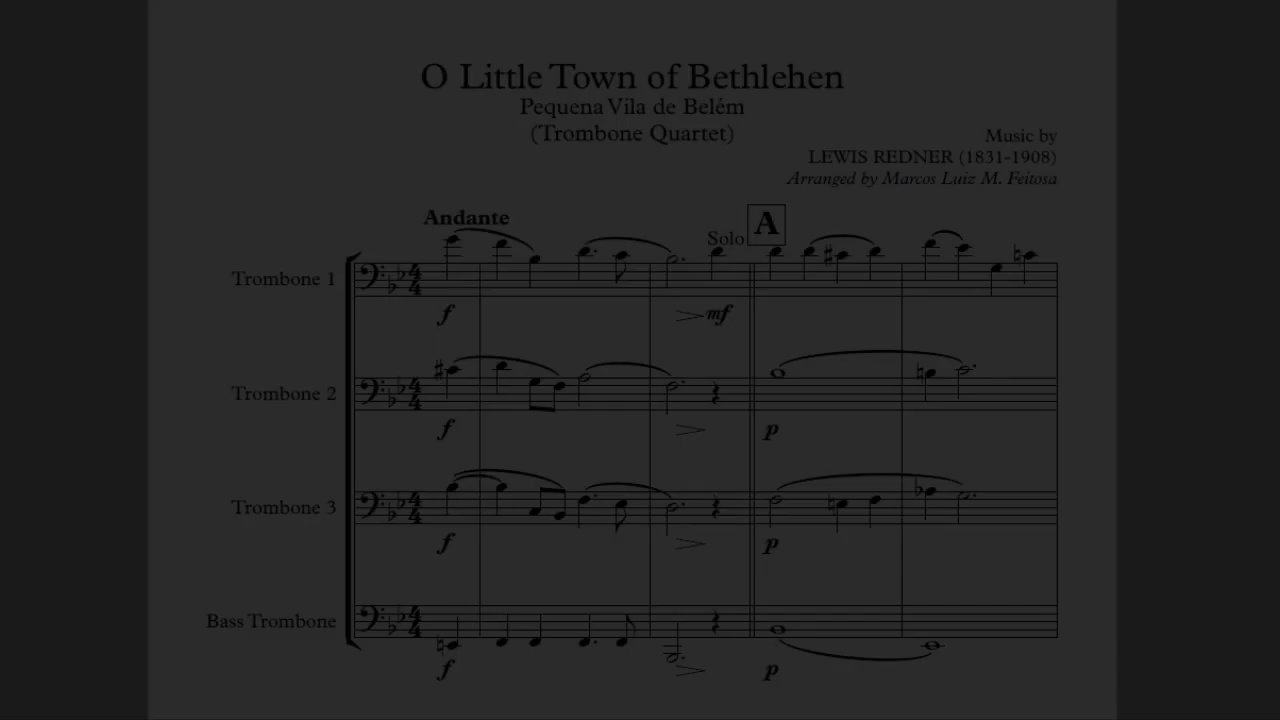 O Little Town of Bethlehen
Pequena Vila de Belém
(Trombone Quartet)
Music by
LEWIS REDNER (1831-1908)
Arranged by Marcos Luiz M. Feitosa
Andante
Solo A
Trombone 1
f mf
Trombone 2
f p
Trombone 3
f p
Bass Trombone
f p